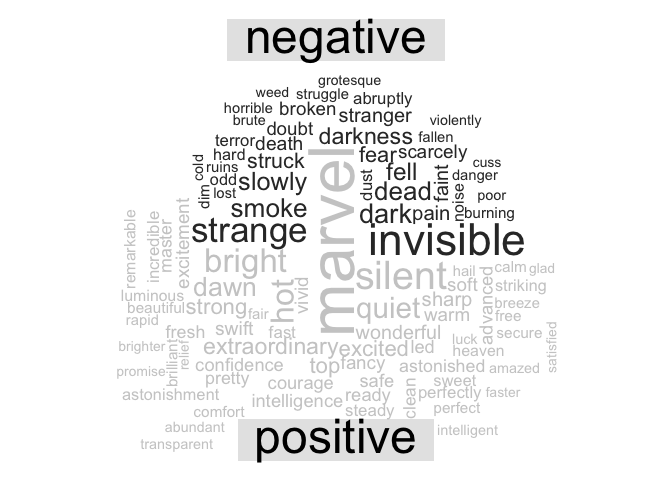 negative
grotesque
weed struggle abruptly
horrible broken stranger violently
brute doubt darkness fallen
terror death fear scarcely
cold hard struck fell cuss
ruins odd slowly dust dead faint danger
dim lost smoke dark pain noise poor
burning
strange invisible
marvel
remarkable incredible master excitement bright silent hail calm glad
dawn hot vivid soft advanced striking
luminous strong quiet sharp breeze
beautiful fair warm free
rapid fresh swift fast wonderful secure satisfied
brighter brilliant relief extraordinary excited led luck heaven
promise confidence top fancy astonished amazed
pretty courage safe clean sweet
astonishment intelligence ready perfectly faster
comfort steady perfect
abundant intelligent
transparent
positive